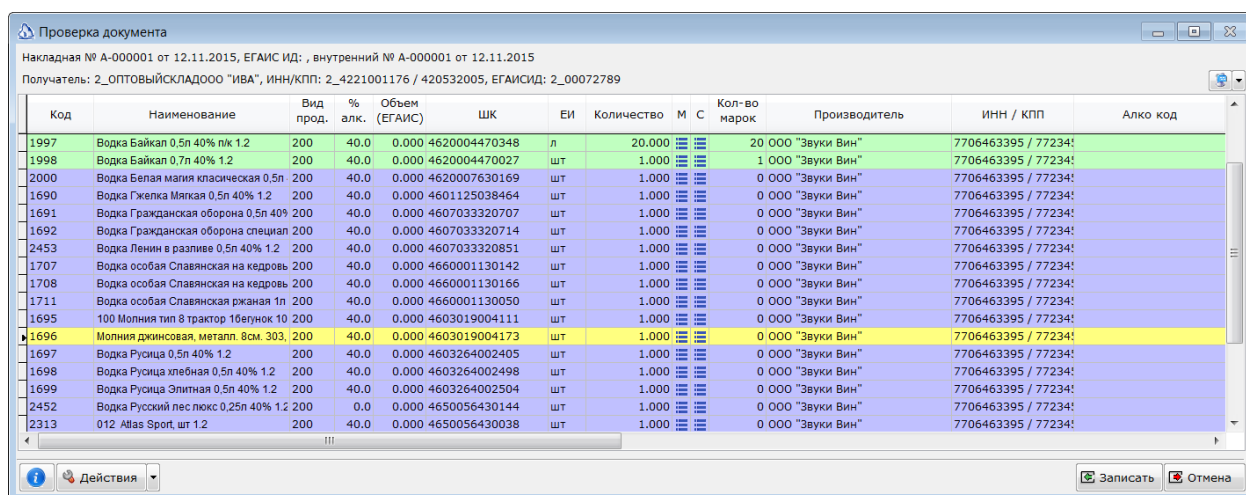 Проверка документа
Накладная № А-000001 от 12.11.2015, ЕГАИС ИД: , внутренний № А-000001 от 12.11.2015
Получатель: 2_ОПТОВЫЙСКЛАДООО "ИВА", ИНН/КПП: 2_4221001176 / 420532005, ЕГАИСИД: 2_00072789
Код Наименование Вид прод. % алк. Объем (ЕГАИС) ШК ЕИ Количество М С Кол-во марок Производитель ИНН / КПП Алко код
1997 Водка Байкал 0,5л 40% п/к 1.2 200 40.0 0.000 4620004470348 л 20.000 20 ООО "Звуки Вин" 7706463395 / 77234
1998 Водка Байкал 0,7л 40% 1.2 200 40.0 0.000 4620004470027 шт 1.000 1 ООО "Звуки Вин" 7706463395 / 77234
2000 Водка Белая магия класическая 0,5л 200 40.0 0.000 4620007630169 шт 1.000 0 ООО "Звуки Вин" 7706463395 / 77234
1690 Водка Гжелка Мягкая 0,5л 40% 1.2 200 40.0 0.000 4601125038464 шт 1.000 0 ООО "Звуки Вин" 7706463395 / 77234
1691 Водка Гражданская оборона 0,5л 40% 200 40.0 0.000 4607033320707 шт 1.000 0 ООО "Звуки Вин" 7706463395 / 77234
1692 Водка Гражданская оборона специал 200 40.0 0.000 4607033320714 шт 1.000 0 ООО "Звуки Вин" 7706463395 / 77234
2453 Водка Ленин в разливе 0,5л 40% 1.2 200 40.0 0.000 4607033320851 шт 1.000 0 ООО "Звуки Вин" 7706463395 / 77234
1707 Водка особая Славянская на кедровь 200 40.0 0.000 4660001130142 шт 1.000 0 ООО "Звуки Вин" 7706463395 / 77234
1708 Водка особая Славянская на кедровь 200 40.0 0.000 4660001130166 шт 1.000 0 ООО "Звуки Вин" 7706463395 / 77234
1711 Водка особая Славянская ржаная 1л 200 40.0 0.000 4660001130050 шт 1.000 0 ООО "Звуки Вин" 7706463395 / 77234
1695 100 Молния тип 8 трактор 1бегунок 10 200 40.0 0.000 4603019004111 шт 1.000 0 ООО "Звуки Вин" 7706463395 / 77234
1696 Молния джинсовая, металл. 8см. 303, 200 40.0 0.000 4603019004173 шт 1.000 0 ООО "Звуки Вин" 7706463395 / 77234
1697 Водка Русица 0,5л 40% 1.2 200 40.0 0.000 4603264002405 шт 1.000 0 ООО "Звуки Вин" 7706463395 / 77234
1698 Водка Русица хлебная 0,5л 40% 1.2 200 40.0 0.000 4603264002498 шт 1.000 0 ООО "Звуки Вин" 7706463395 / 77234
1699 Водка Русица Элитная 0,5л 40% 1.2 200 40.0 0.000 4603264002504 шт 1.000 0 ООО "Звуки Вин" 7706463395 / 77234
2452 Водка Русский лес люкс 0,25л 40% 1.2 200 0.0 0.000 4650056430144 шт 1.000 0 ООО "Звуки Вин" 7706463395 / 77234
2313 012 Atlas Sport, шт 1.2 200 40.0 0.000 4650056430038 шт 1.000 0 ООО "Звуки Вин" 7706463395 / 77234
Действия Записать Отмена